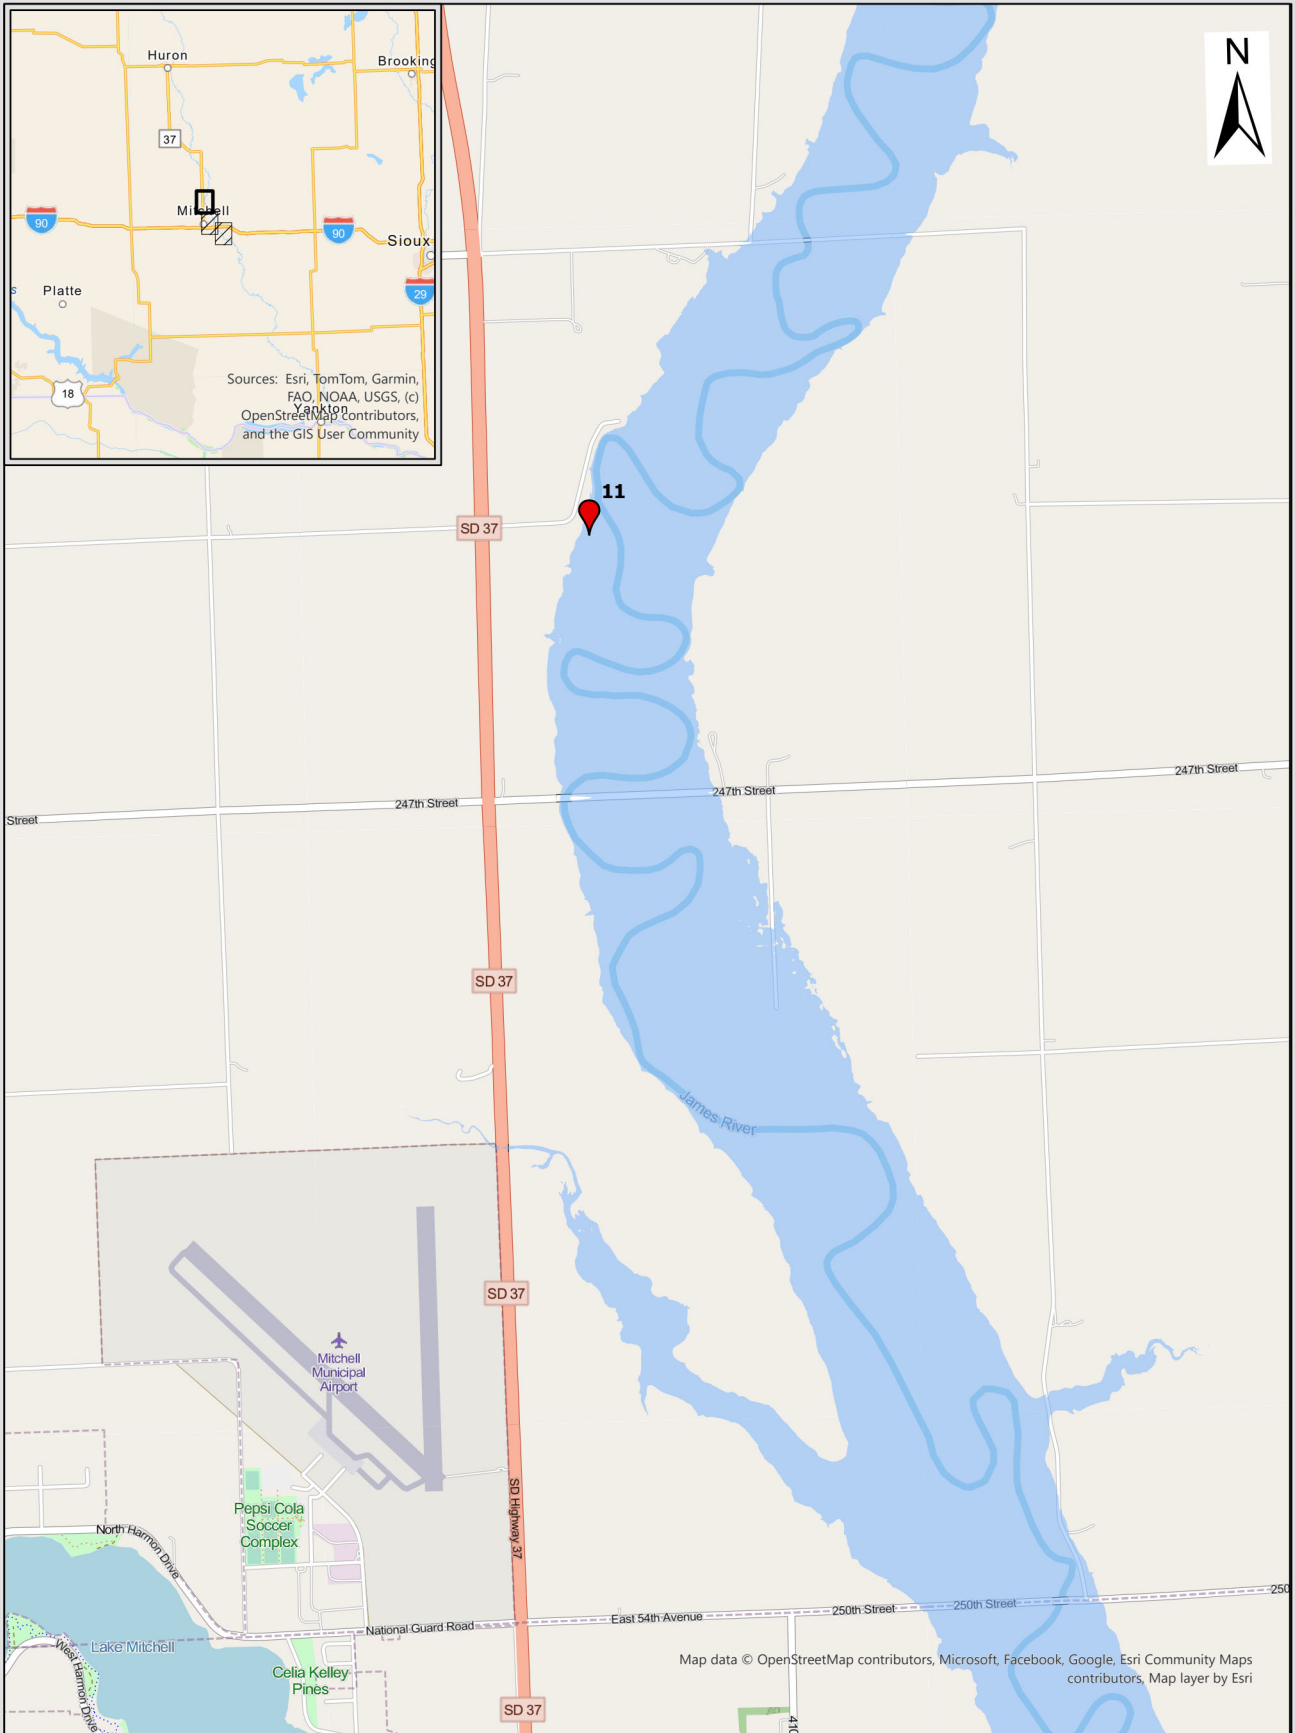 Huron
Brooking
37
Mitchell
90
90
Sioux
29
Platte
s
18
Yankton
Sources: Esri, TomTom, Garmin,
FAO, NOAA, USGS, (c)
OpenStreetMap contributors,
and the GIS User Community
N
11
SD 37
247th Street
247th Street
247th Street
Street
SD 37
James River
SD 37
Mitchell
Municipal
Airport
Pepsi Cola
Soccer
Complex
SD Highway 37
North Harmon Drive
National Guard Road
East 54th Avenue
250th Street
250th Street
250
Lake Mitchell
West Harmon Drive
Celia Kelley
Pines
SD 37
410
Map data © OpenStreetMap contributors, Microsoft, Facebook, Google, Esri Community Maps
contributors, Map layer by Esri